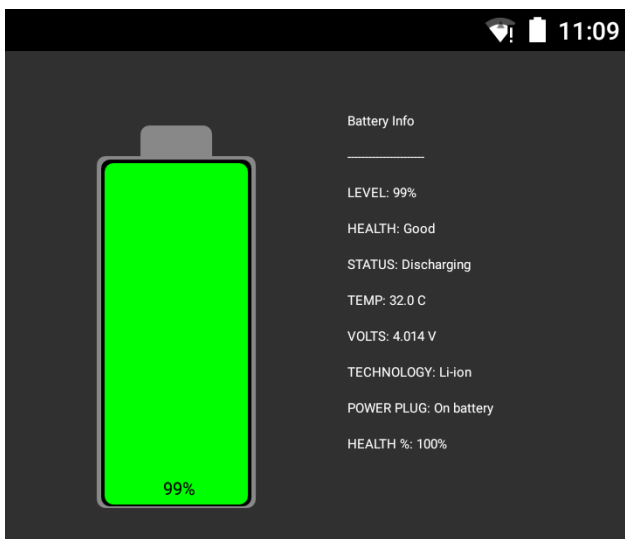 11:09
Battery Info
----------------------
LEVEL: 99%
HEALTH: Good
STATUS: Discharging
TEMP: 32.0 C
VOLTS: 4.014 V
TECHNOLOGY: Li-ion
POWER PLUG: On battery
HEALTH %: 100%
99%